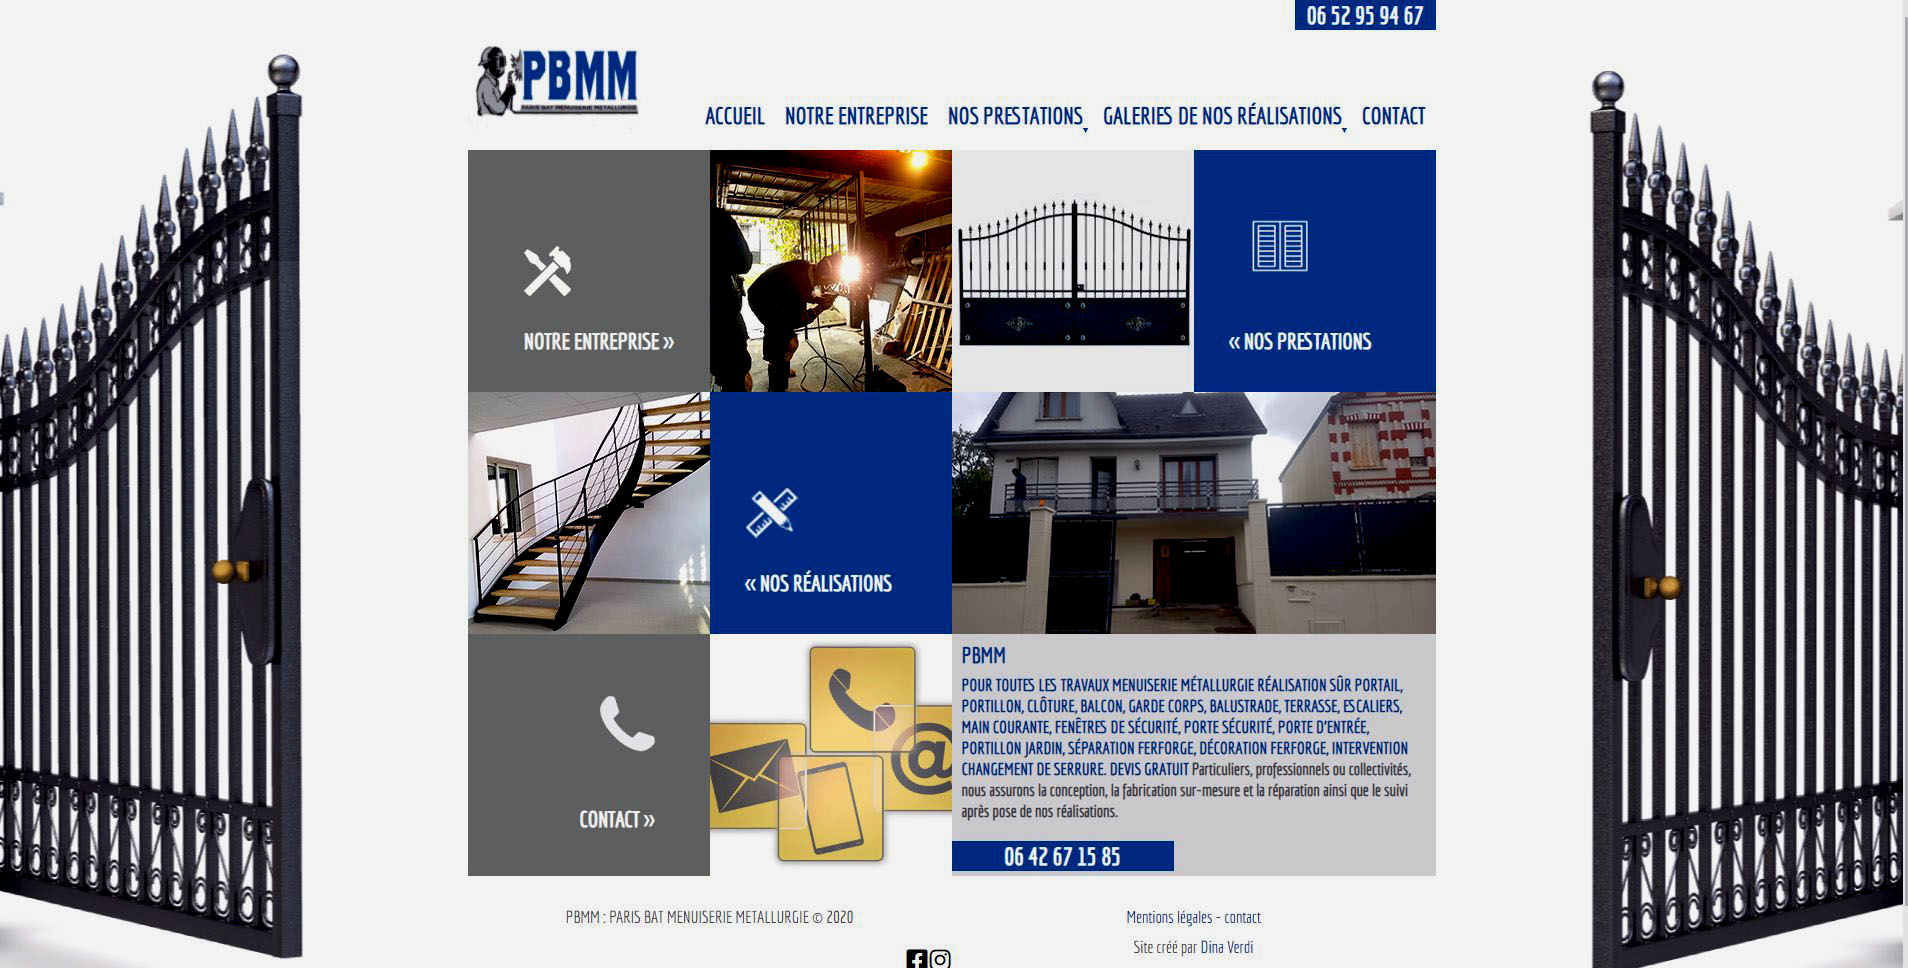 06 52 95 94 67
PBMM
PARIS BAT MENUISERIE METALLURGIE
ACCUEIL NOTRE ENTREPRISE NOS PRESTATIONS GALERIES DE NOS RÉALISATIONS CONTACT
NOTRE ENTREPRISE »
« NOS PRESTATIONS
« NOS RÉALISATIONS
CONTACT »
@
PBMM
POUR TOUTES LES TRAVAUX MENUISERIE MÉTALLURGIE RÉALISATION SÛR PORTAIL,
PORTILLON, CLÔTURE, BALCON, GARDE CORPS, BALUSTRADE, TERRASSE, ESCALIERS,
MAIN COURANTE, FENÊTRES DE SÉCURITÉ, PORTE SÉCURITÉ, PORTE D'ENTRÉE,
PORTILLON JARDIN, SÉPARATION FERFORGE, DÉCORATION FERFORGE, INTERVENTION
CHANGEMENT DE SERRURE. DEVIS GRATUIT Particuliers, professionnels ou collectivités,
nous assurons la conception, la fabrication sur-mesure et la réparation ainsi que le suivi
après pose de nos réalisations.
06 42 67 15 85
PBMM : PARIS BAT MENUISERIE METALLURGIE © 2020
Mentions légales - contact
Site créé par Dina Verdi